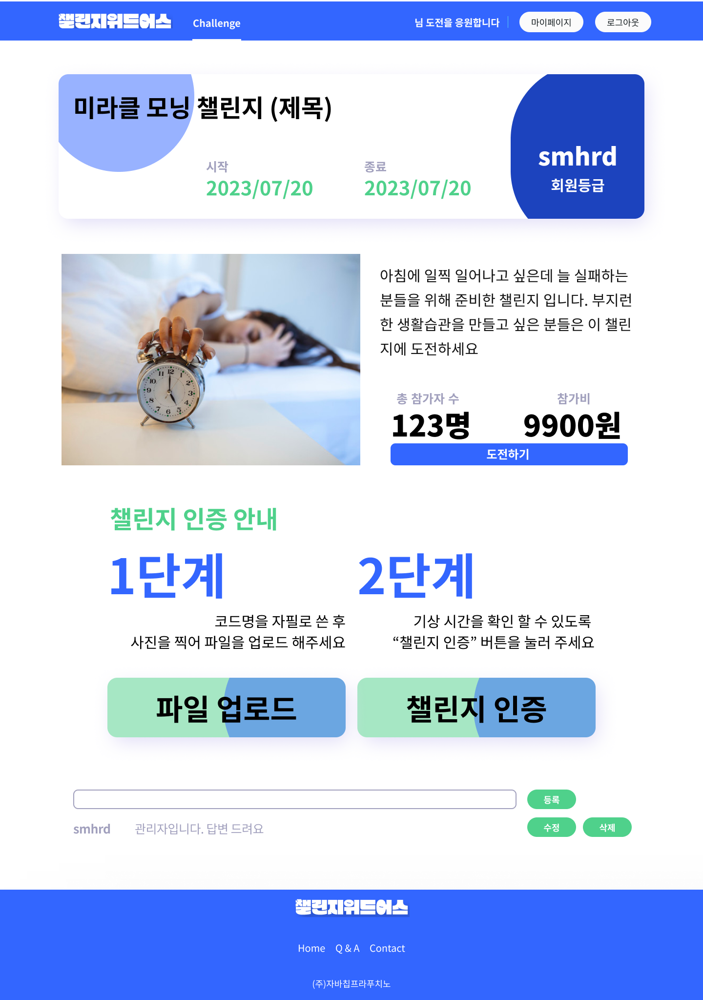 챌린지위드어스
Challenge
님 도전을 응원합니다
마이페이지
로그아웃
미라클 모닝 챌린지 (제목)
시작
2023/07/20
종료
2023/07/20
smhrd
회원등급
12
1
2
3
4
5
6
7
8
9
10
11
아침에 일찍 일어나고 싶은데 늘 실패하는
분들을 위해 준비한 챌린지 입니다. 부지런
한 생활습관을 만들고 싶은 분들은 이 챌린
지에 도전하세요
총 참가자 수
123명
참가비
9900원
도전하기
챌린지 인증 안내
1단계
코드명을 자필로 쓴 후
사진을 찍어 파일을 업로드 해주세요
2단계
기상 시간을 확인 할 수 있도록
“챌린지 인증” 버튼을 눌러 주세요
파일 업로드
챌린지 인증
등록
smhrd
관리자입니다. 답변 드려요
수정
삭제
챌린지위드어스
Home
Q & A
Contact
(주)자바칩프라푸치노